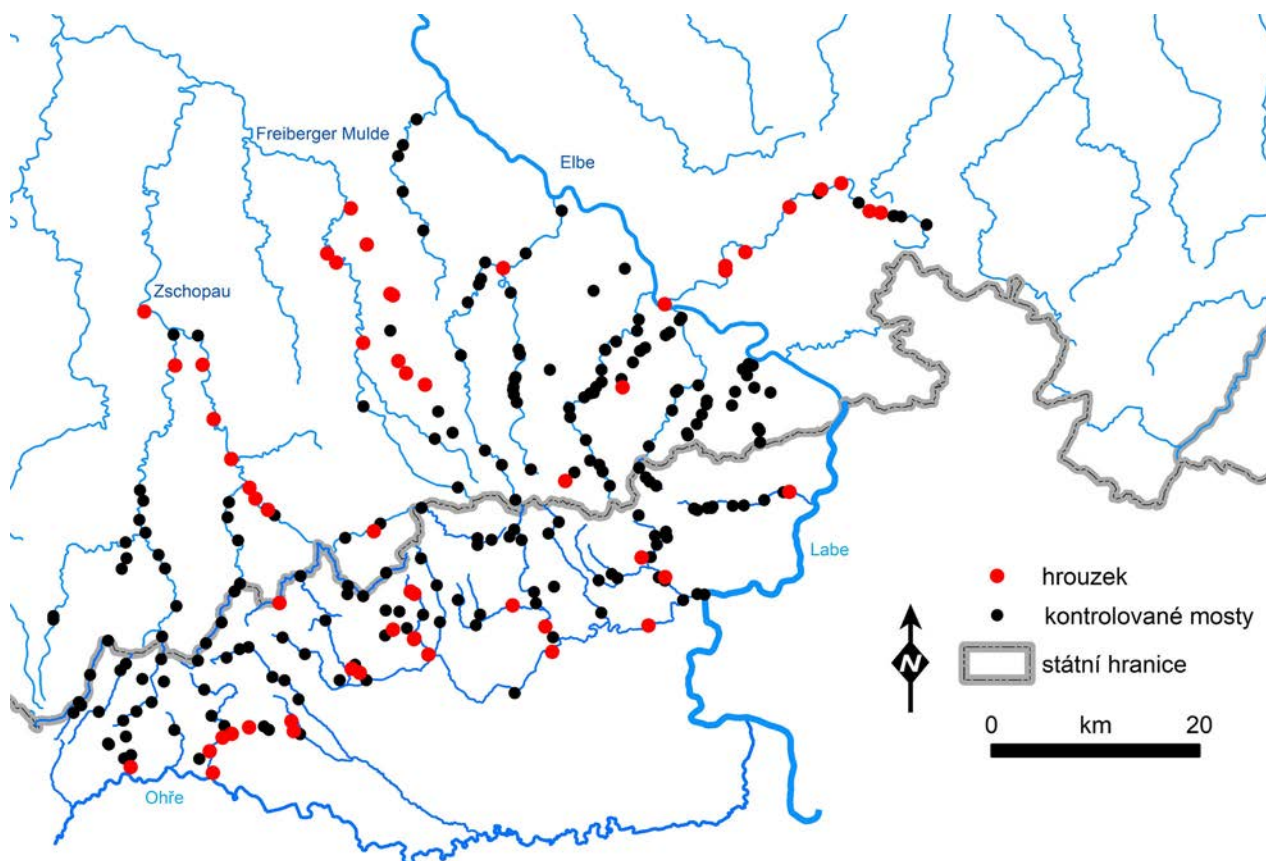 Freiberger Mulde
Elbe
Zschopau
Labe
Ohře
hrouzek
kontrolované mosty
státní hranice
N
0 km 20